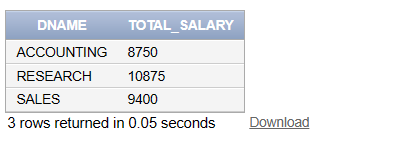 DNAME TOTAL_SALARY
ACCOUNTING 8750
RESEARCH 10875
SALES 9400
3 rows returned in 0.05 seconds Download